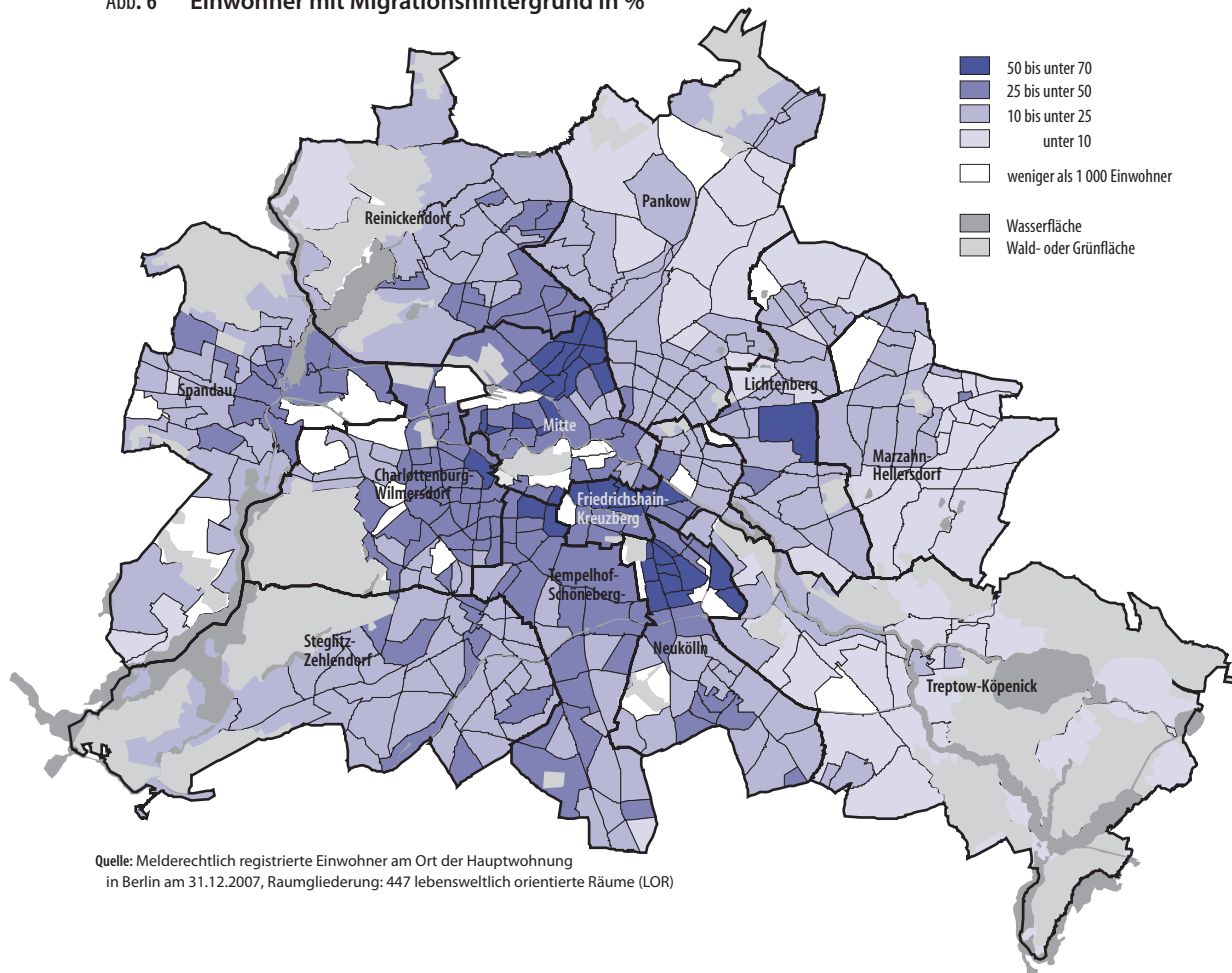 Abb. 6 Einwohner mit Migrationshintergrund in %
50 bis unter 70
25 bis unter 50
10 bis unter 25
unter 10
weniger als 1 000 Einwohner
Wasserfläche
Wald- oder Grünfläche
Pankow
Reinickendorf
Spandau
Lichtenberg
Mitte
Marzahn-
Hellersdorf
Charlottenburg-
Wilmersdorf
Friedrichshain-
Kreuzberg
Tempelhof-
Schöneberg-
Steglitz-
Zehlendorf
Neukölln
Treptow-Köpenick
Quelle: Melderechtlich registrierte Einwohner am Ort der Hauptwohnung
in Berlin am 31.12.2007, Raumgliederung: 447 lebensweltlich orientierte Räume (LOR)